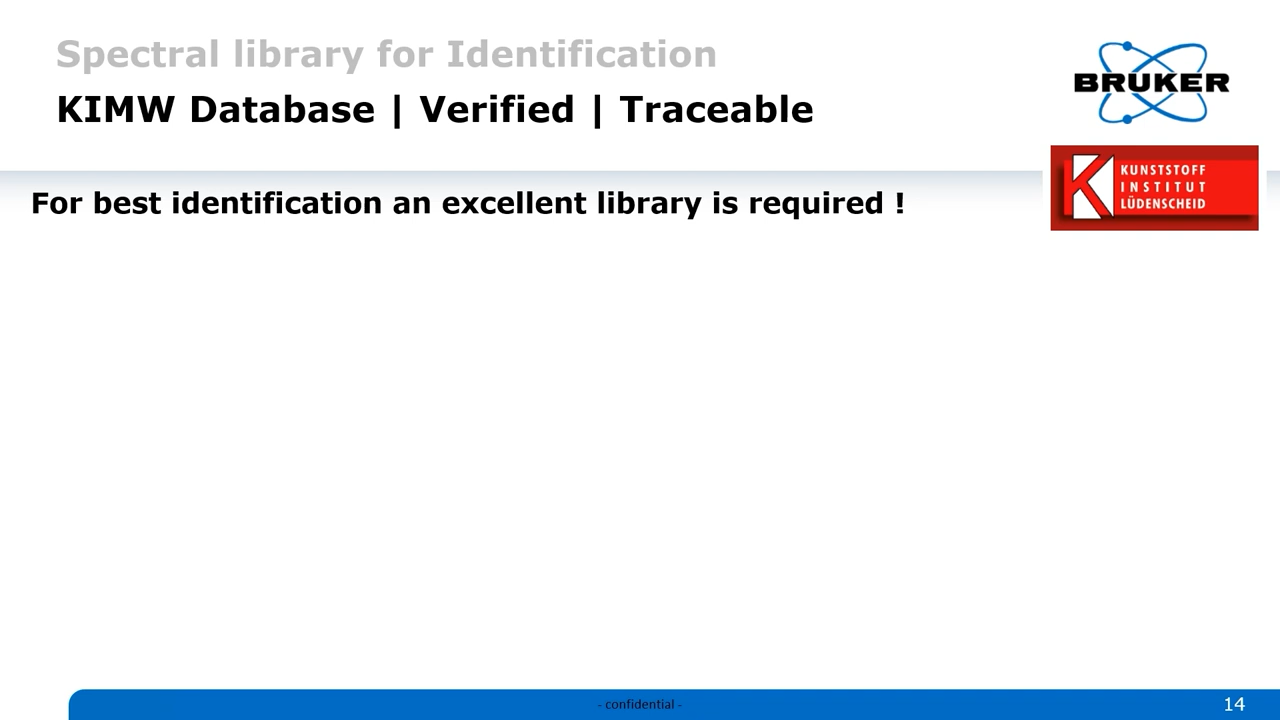 Spectral library for Identification
KIMW Database | Verified | Traceable
BRUKER
KUNSTSTOFF
INSTITUT
LÜDENSCHEID
For best identification an excellent library is required !
- confidential -
14